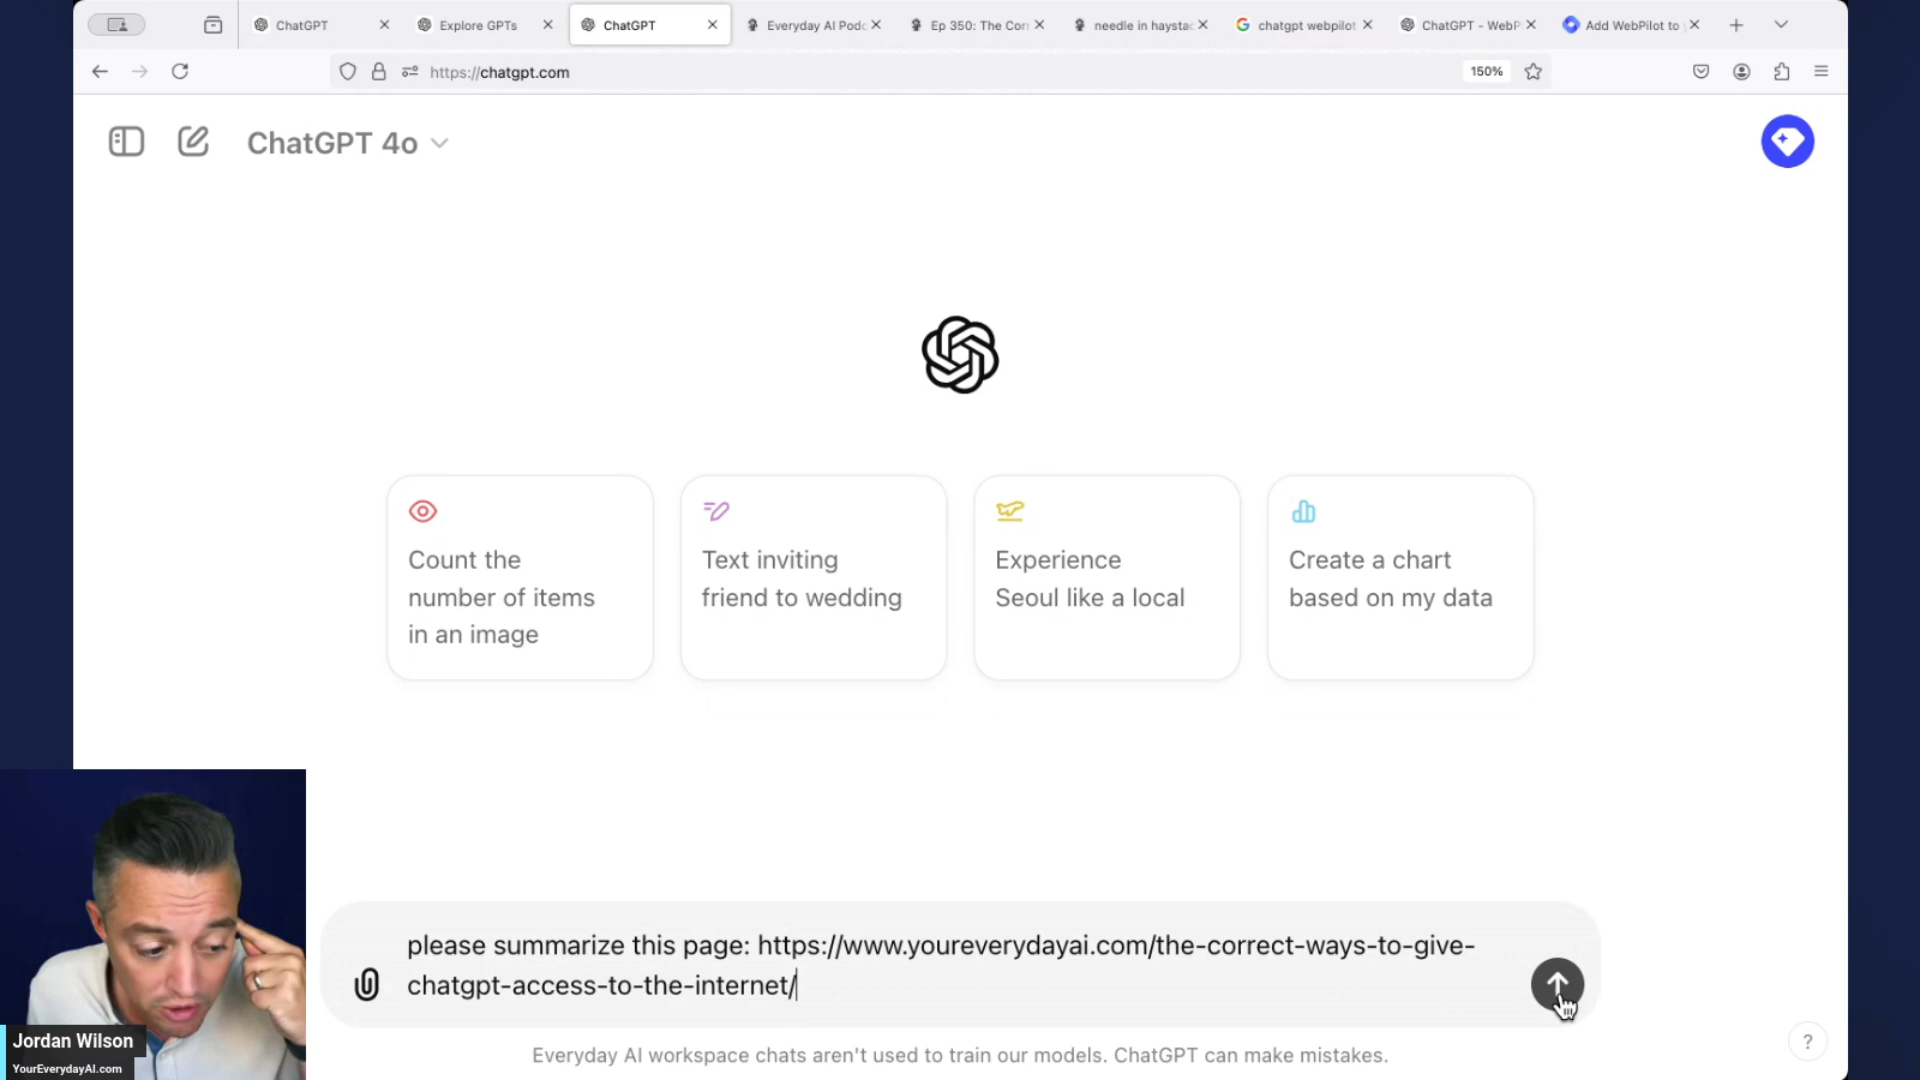 ChatGPT
Explore GPTs
ChatGPT
Everyday AI Podc
Ep 350: The Corr
needle in haystac
chatgpt webpilot
ChatGPT - WebP
Add WebPilot to
https://chatgpt.com
150%
ChatGPT 4o
Count the
number of items
in an image
Text inviting
friend to wedding
Experience
Seoul like a local
Create a chart
based on my data
please summarize this page: https://www.youreverydayai.com/the-correct-ways-to-give-
chatgpt-access-to-the-internet/
Everyday AI workspace chats aren't used to train our models. ChatGPT can make mistakes.
?
Jordan Wilson
YourEverydayAI.com